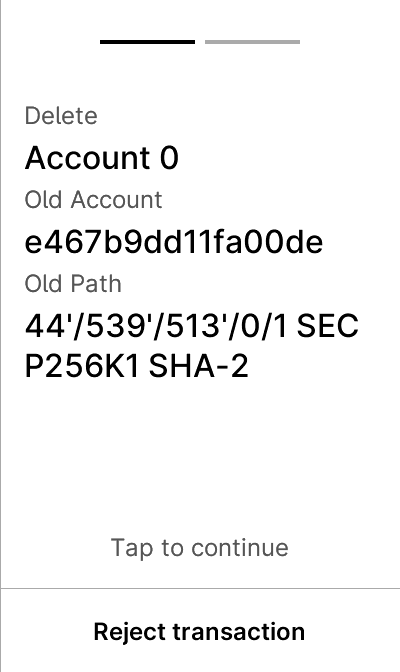 Delete
Account 0
Old Account
e467b9dd11fa00de
Old Path
44'/539'/513'/0/1 SEC
P256K1 SHA-2
Tap to continue
Reject transaction